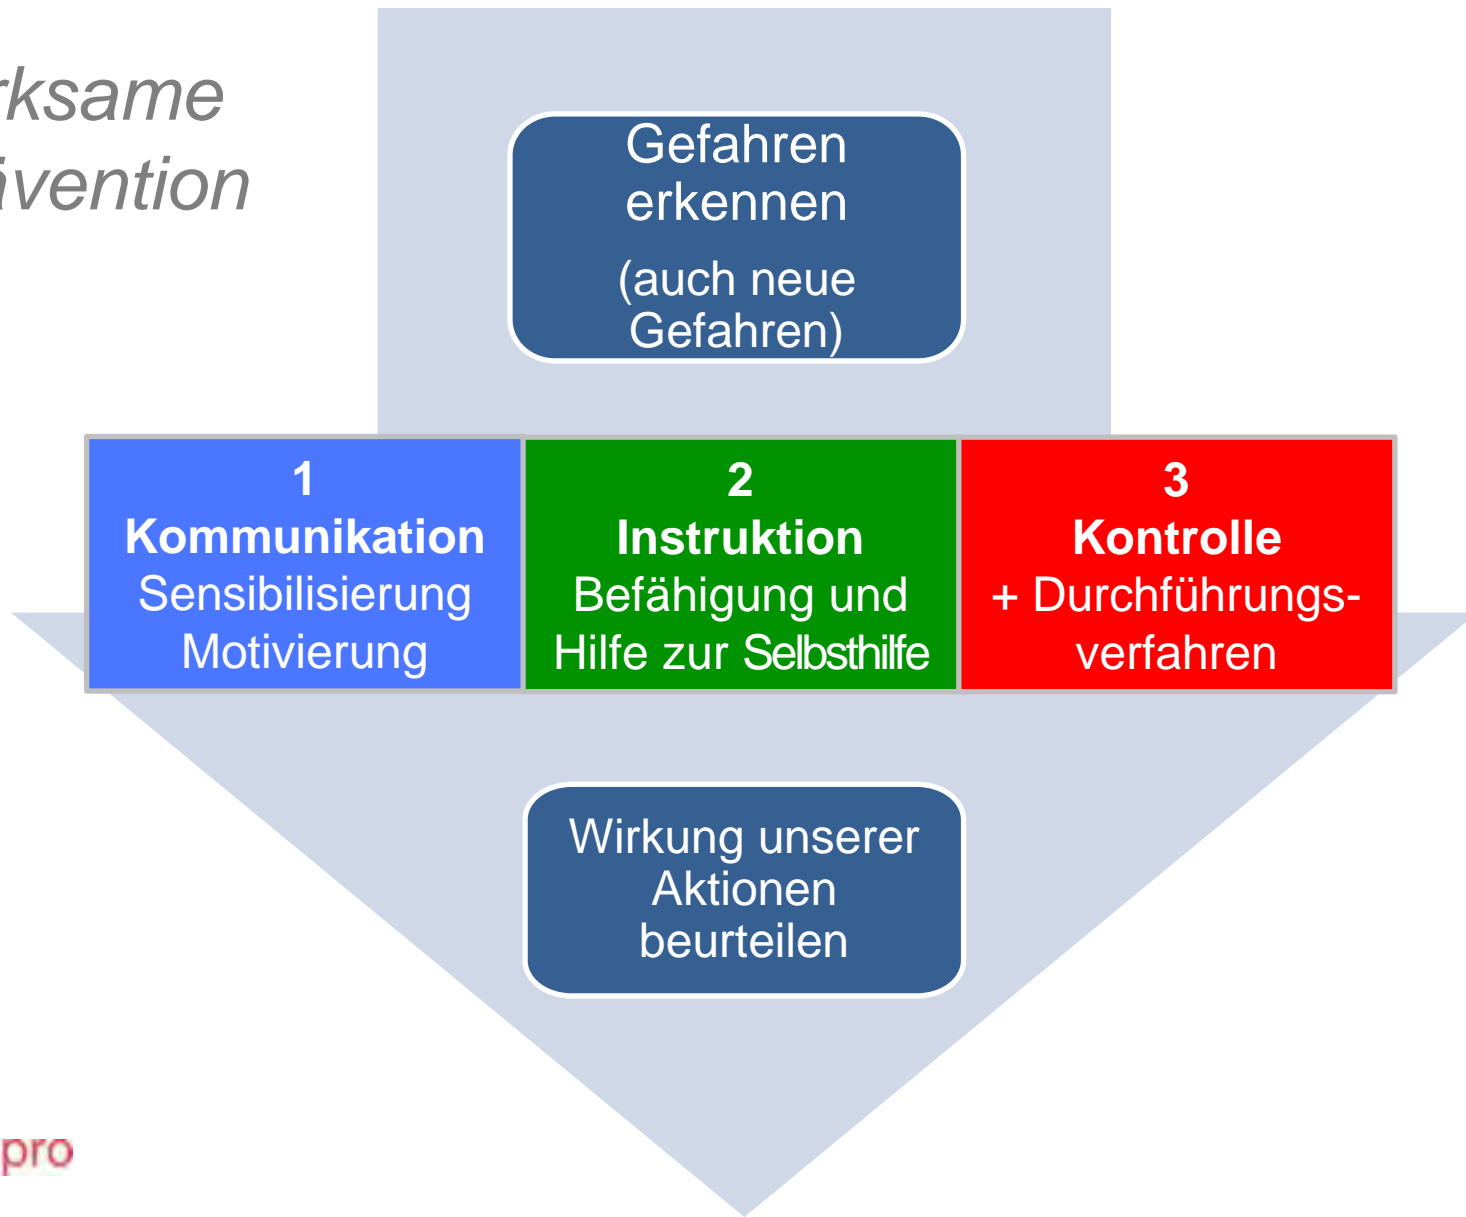 rksame
ävention
Gefahren
erkennen
(auch neue
Gefahren)
1
Kommunikation
Sensibilisierung
Motivierung
2
Instruktion
Befähigung und
Hilfe zur Selbsthilfe
3
Kontrolle
+ Durchführungs-
verfahren
Wirkung unserer
Aktionen
beurteilen
pro